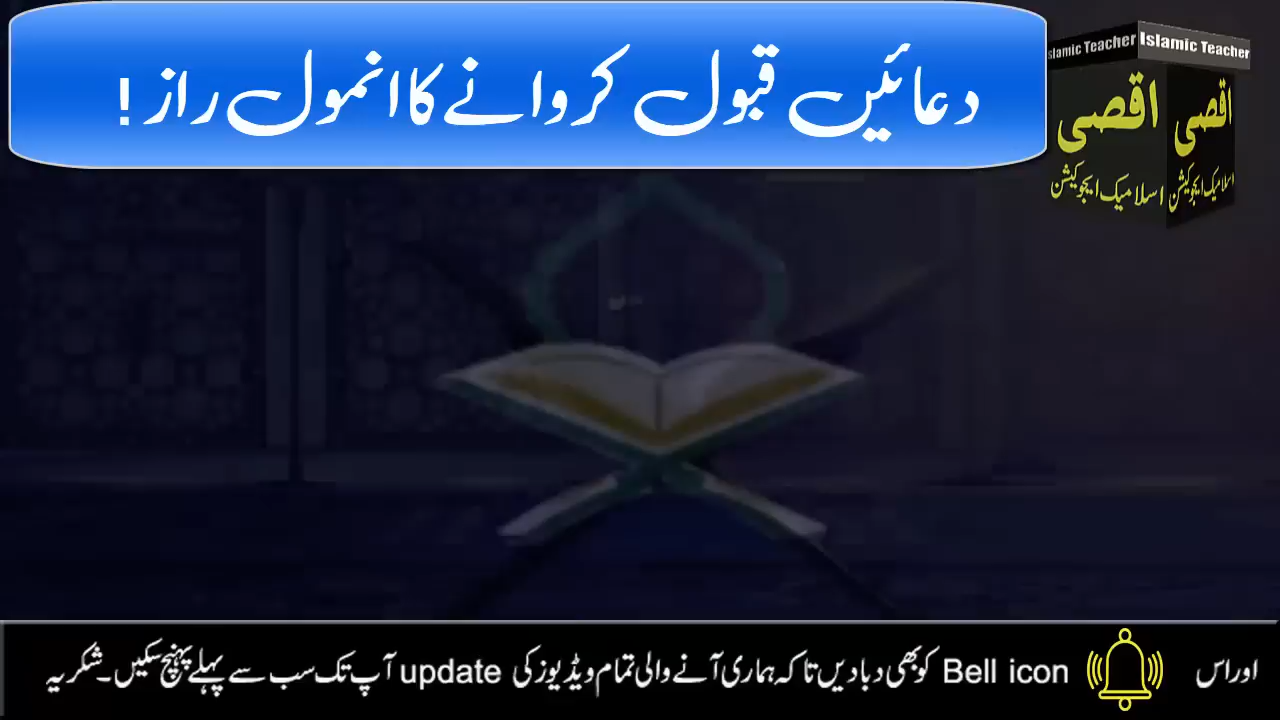 دعائیں قبول کروانے کا انمول راز !
Islamic Teacher
Islamic Teacher
اقصی
اقصی
اسلامیک ایجوکیشن
اسلامیک ایجوکیشن
اور اس Bell icon کو بھی دبا دیں تاکہ ہماری آنے والی تمام ویڈیوز کی update آپ تک سب سے پہلے پہنچ سکیں۔ شکریہ